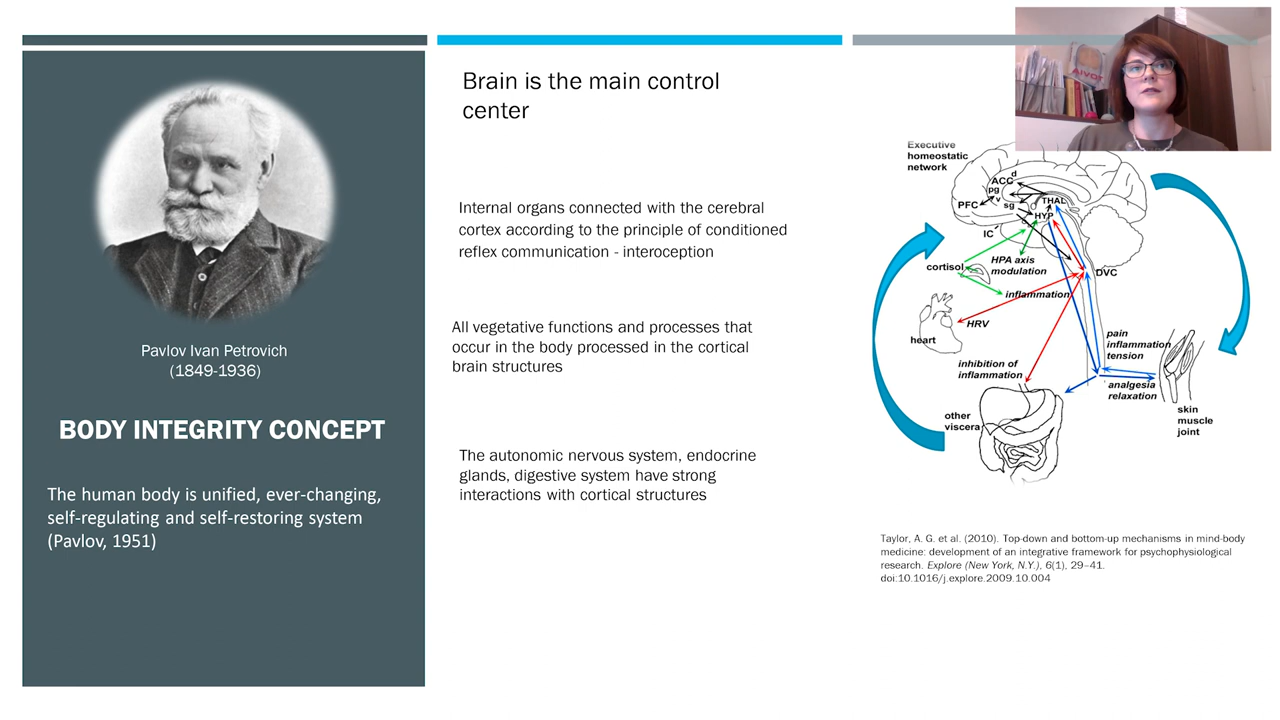 Pavlov Ivan Petrovich
(1849-1936)
BODY INTEGRITY CONCEPT
The human body is unified, ever-changing,
self-regulating and self-restoring system
(Pavlov, 1951)
Brain is the main control
center
Internal organs connected with the cerebral
cortex according to the principle of conditioned
reflex communication - interoception
All vegetative functions and processes that
occur in the body processed in the cortical
brain structures
The autonomic nervous system, endocrine
glands, digestive system have strong
interactions with cortical structures
AIVOT
Executive
homeostatic
network
ACC
d
pg
v
sg
PFC
THAL
HYP
IC
HPA axis
modulation
cortisol
DVC
inflammation
HRV
heart
pain
inflammation
tension
inhibition of
inflammation
analgesia
relaxation
other
viscera
skin
muscle
joint
Taylor, A. G. et al. (2010). Top-down and bottom-up mechanisms in mind-body
medicine: development of an integrative framework for psychophysiological
research. Explore (New York, N.Y.), 6(1), 29–41.
doi:10.1016/j.explore.2009.10.004